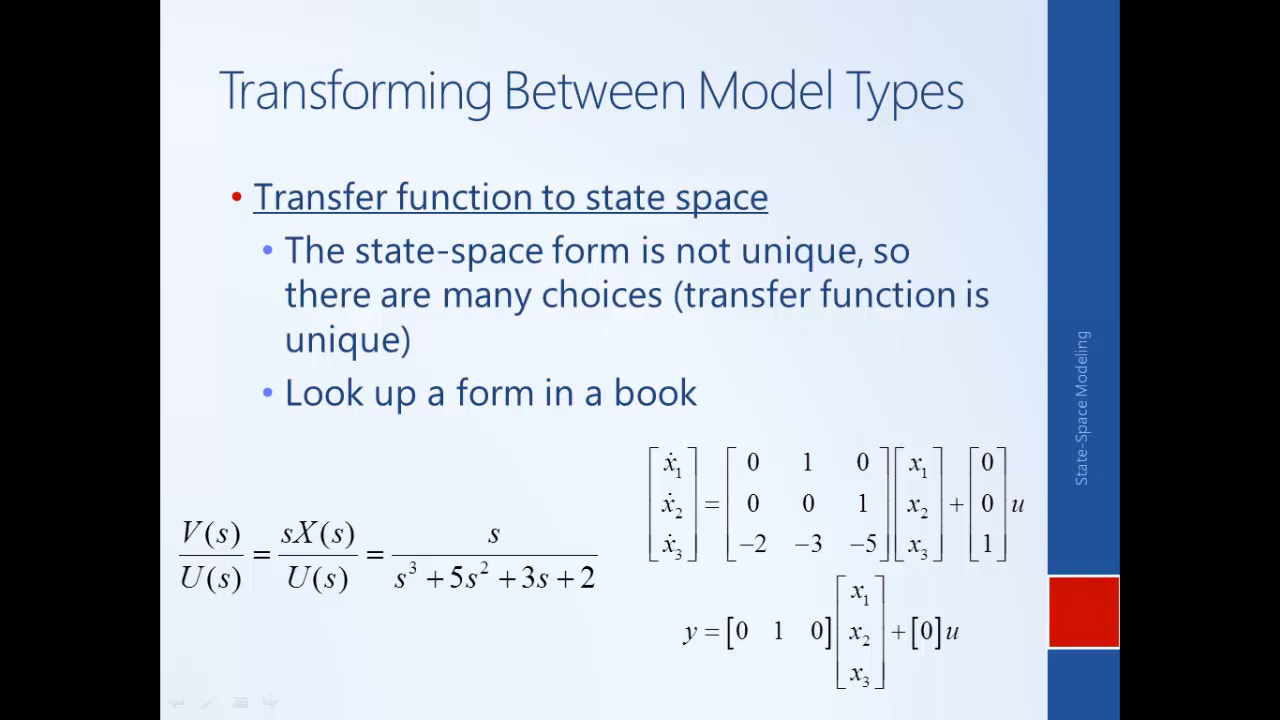 Transforming Between Model Types
• Transfer function to state space
• The state-space form is not unique, so
there are many choices (transfer function is
unique)
• Look up a form in a book
State-Space Modeling
V(s)/U(s) = sX(s)/U(s) = s/(s³ + 5s² + 3s + 2)
[ẋ₁ ẋ₂ ẋ₃] = [0 1 0; 0 0 1; −2 −3 −5] [x₁ x₂ x₃] + [0 0 1] u
y = [0 1 0] [x₁ x₂ x₃] + [0] u